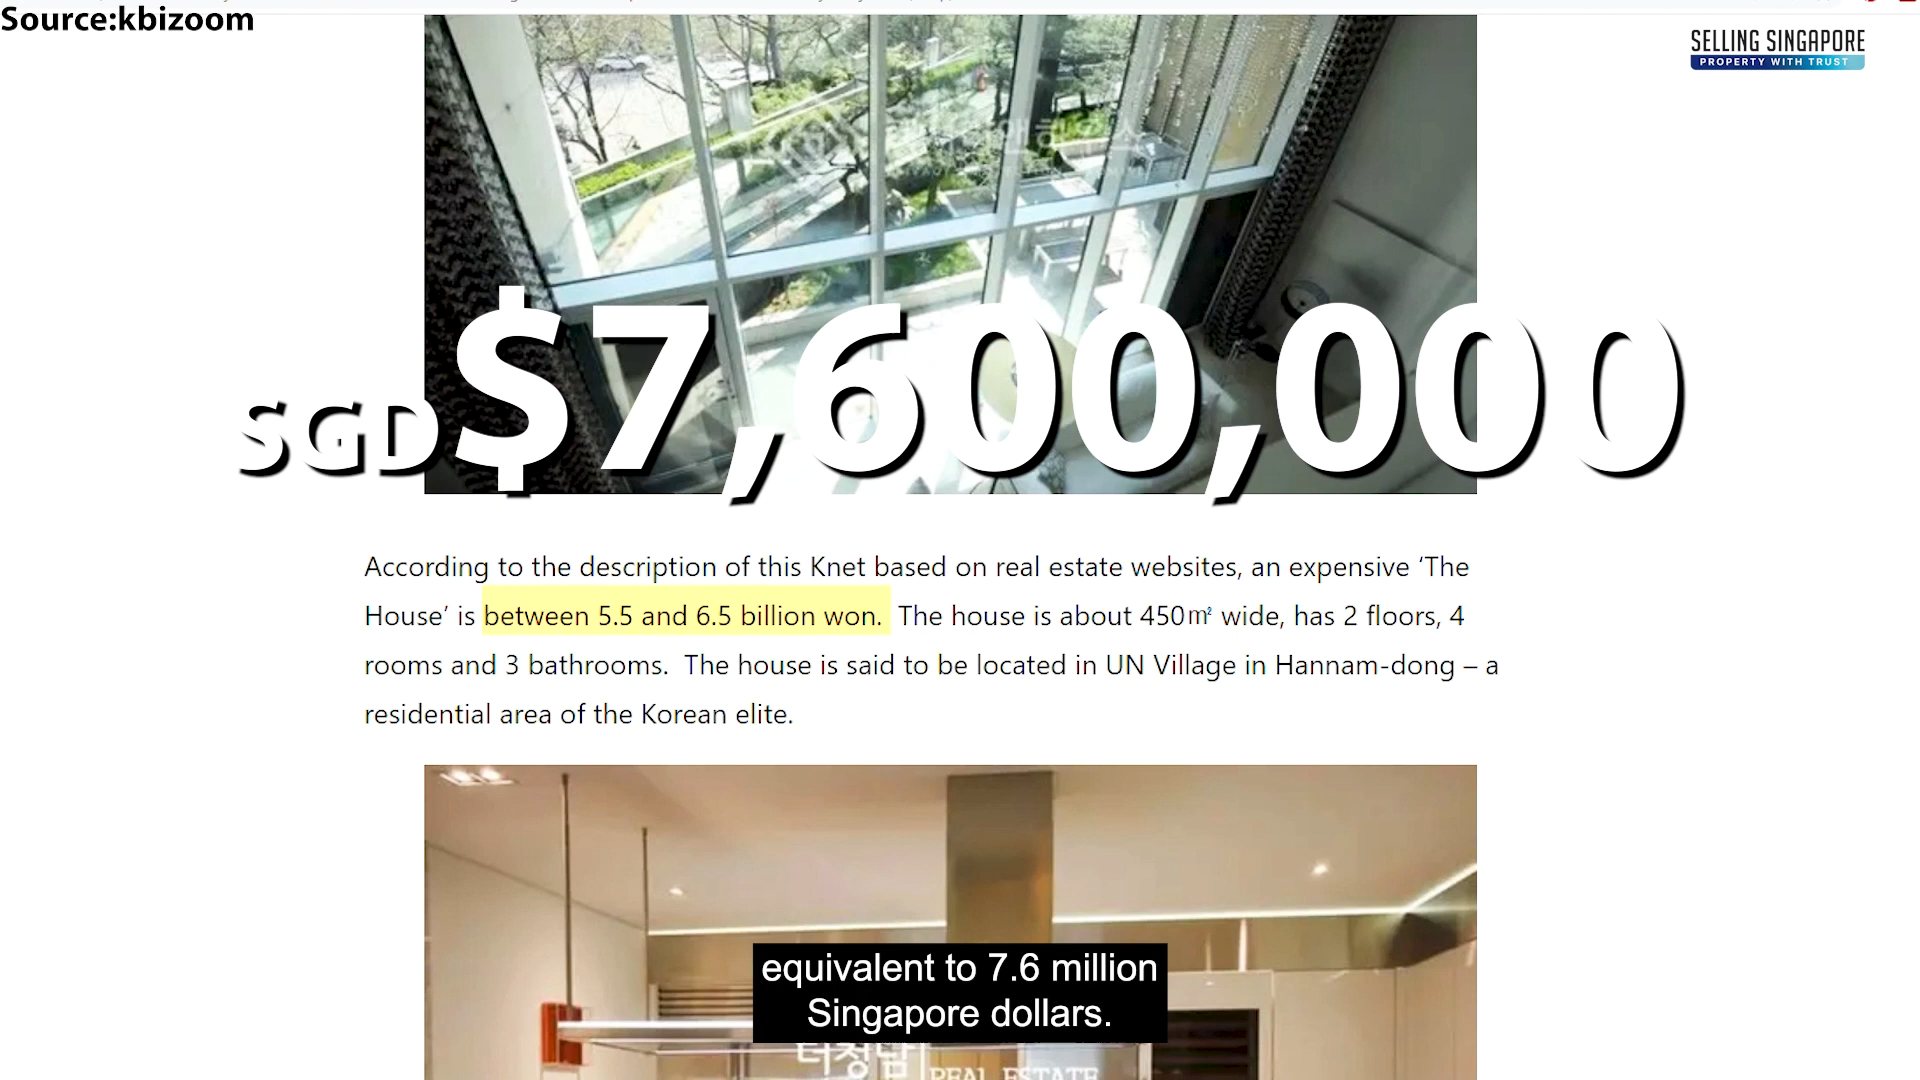 Source:kbizoom
SELLING SINGAPORE
PROPERTY WITH TRUST
SGD$7,600,000
According to the description of this Knet based on real estate websites, an expensive ‘The
House’ is between 5.5 and 6.5 billion won. The house is about 450㎡ wide, has 2 floors, 4
rooms and 3 bathrooms. The house is said to be located in UN Village in Hannam-dong – a
residential area of the Korean elite.
equivalent to 7.6 million
Singapore dollars.
REAL ESTATE